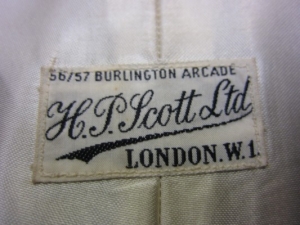 56/57 BURLINGTON ARCADE
H.P. Scott Ltd
LONDON.W.1.